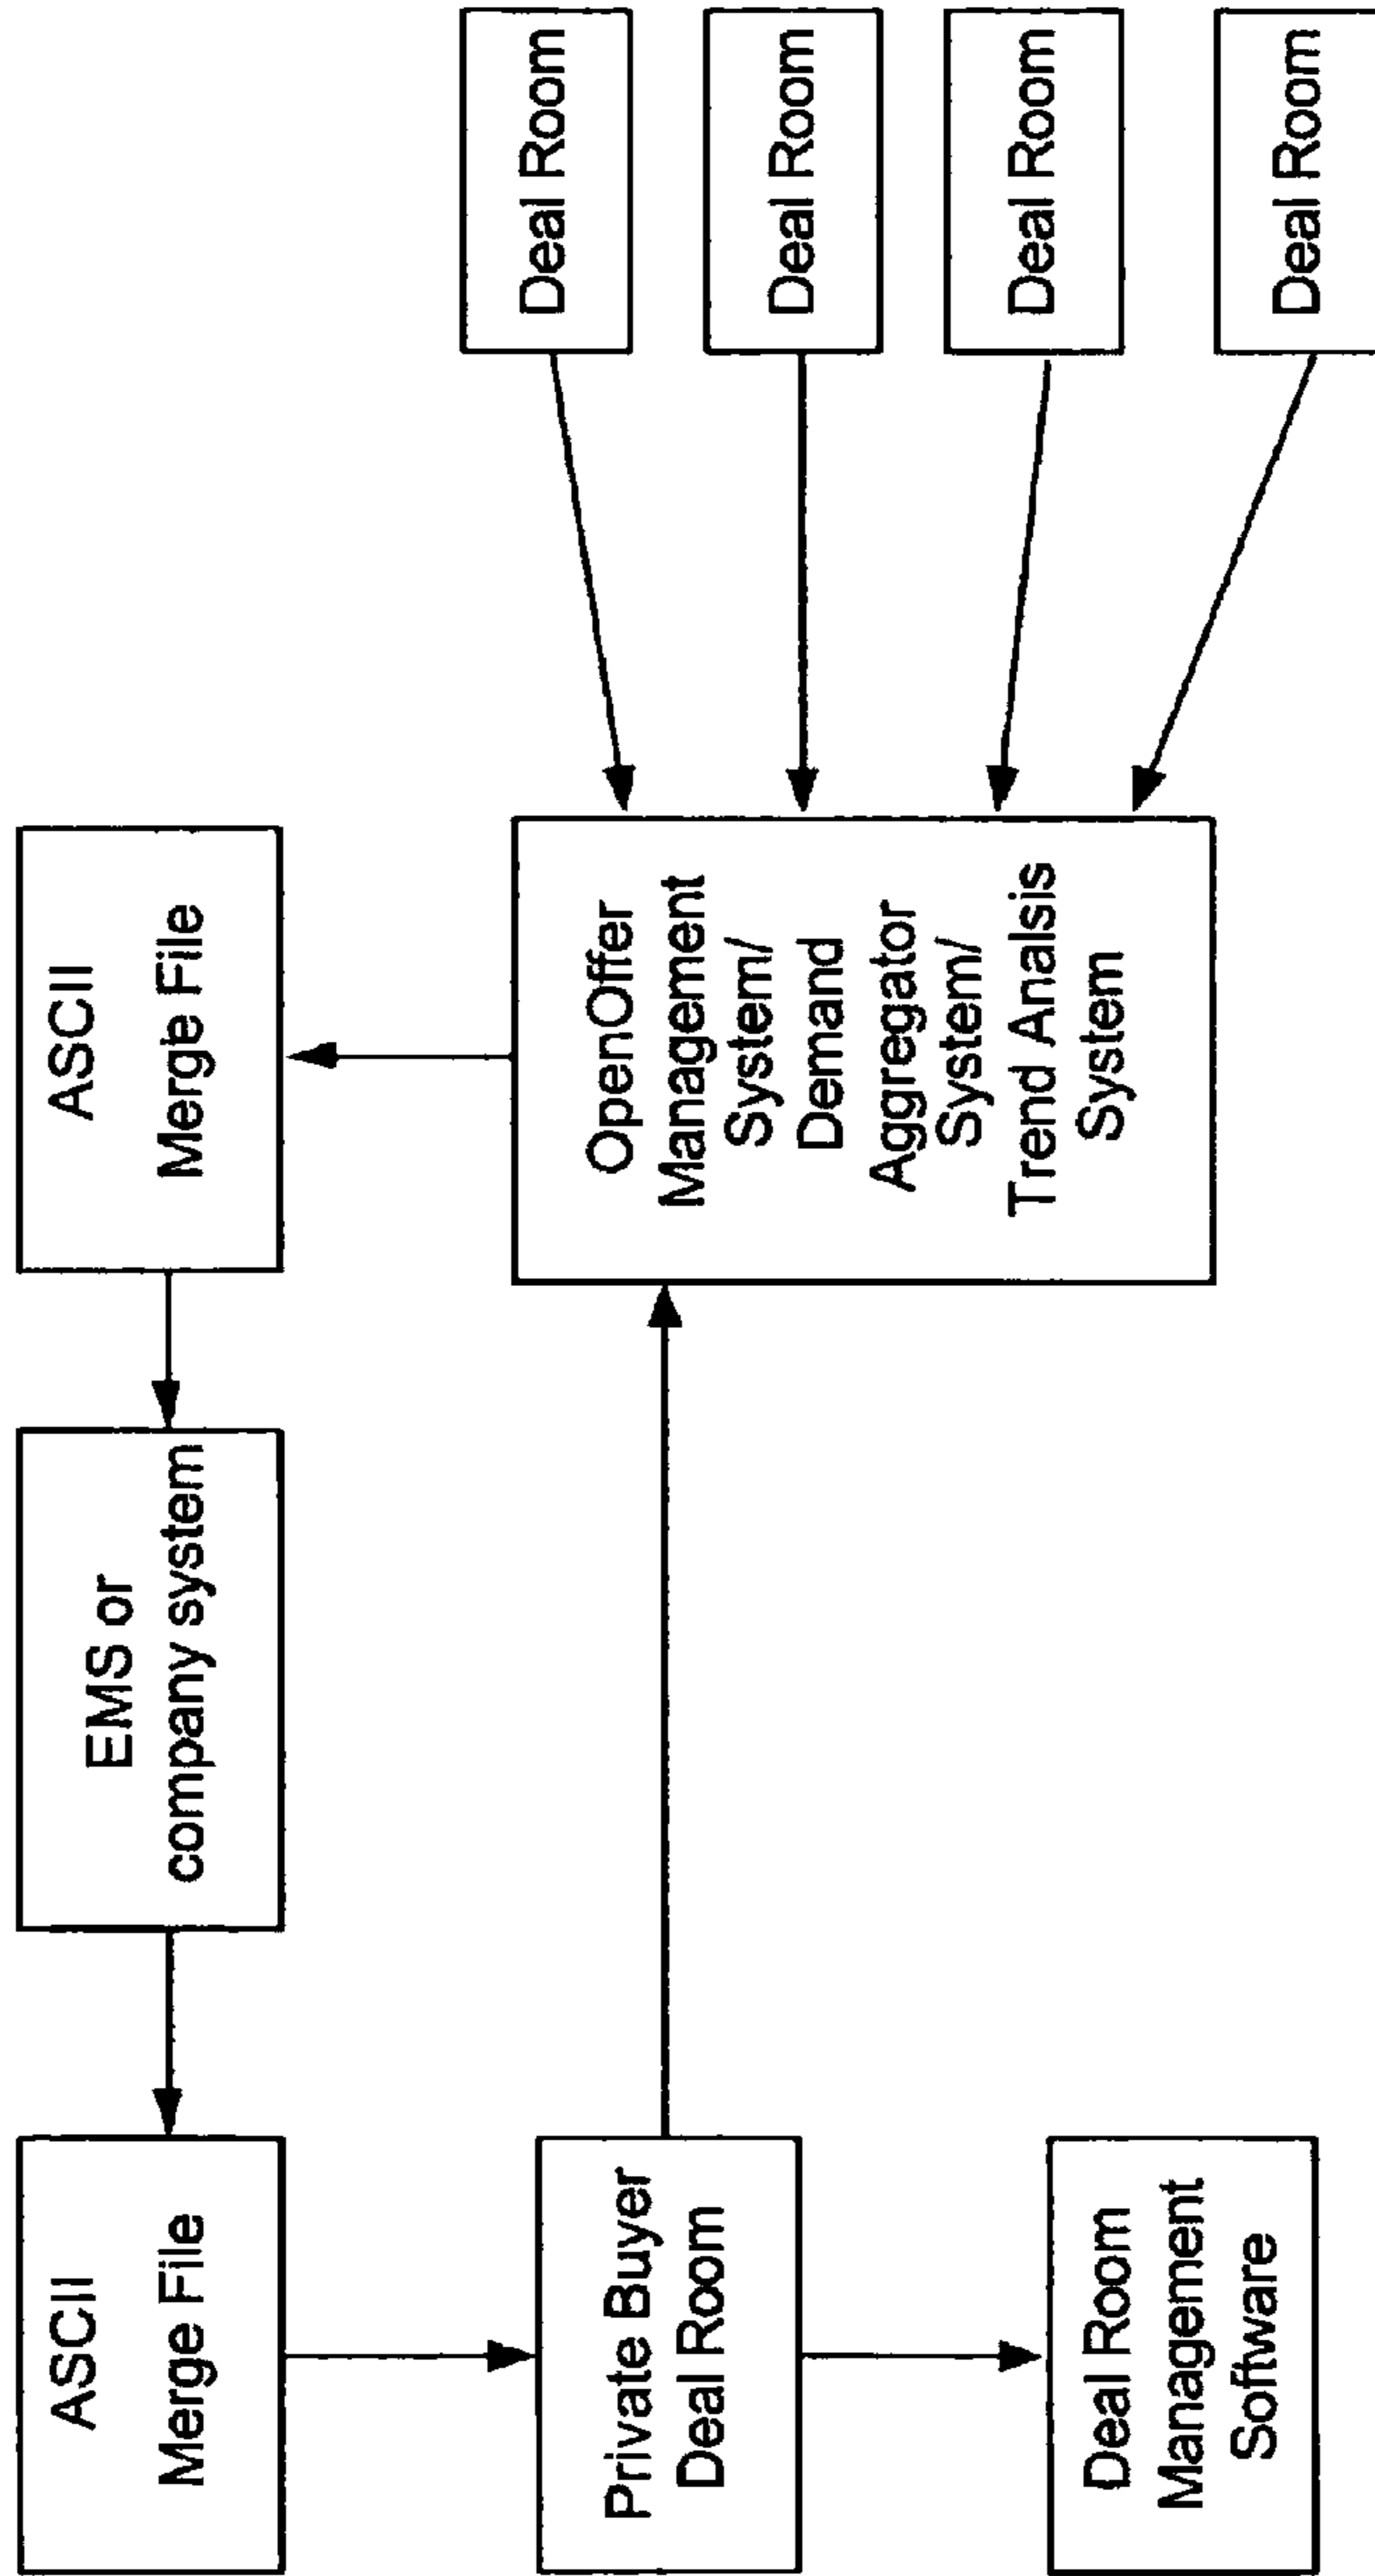 ASCII
Merge File
EMS or
company system
ASCII
Merge File
Private Buyer
Deal Room
OpenOffer
Management
System/
Demand
Aggregator
System/
Trend Analsis
System
Deal Room
Deal Room
Deal Room
Deal Room
Deal Room
Management
Software